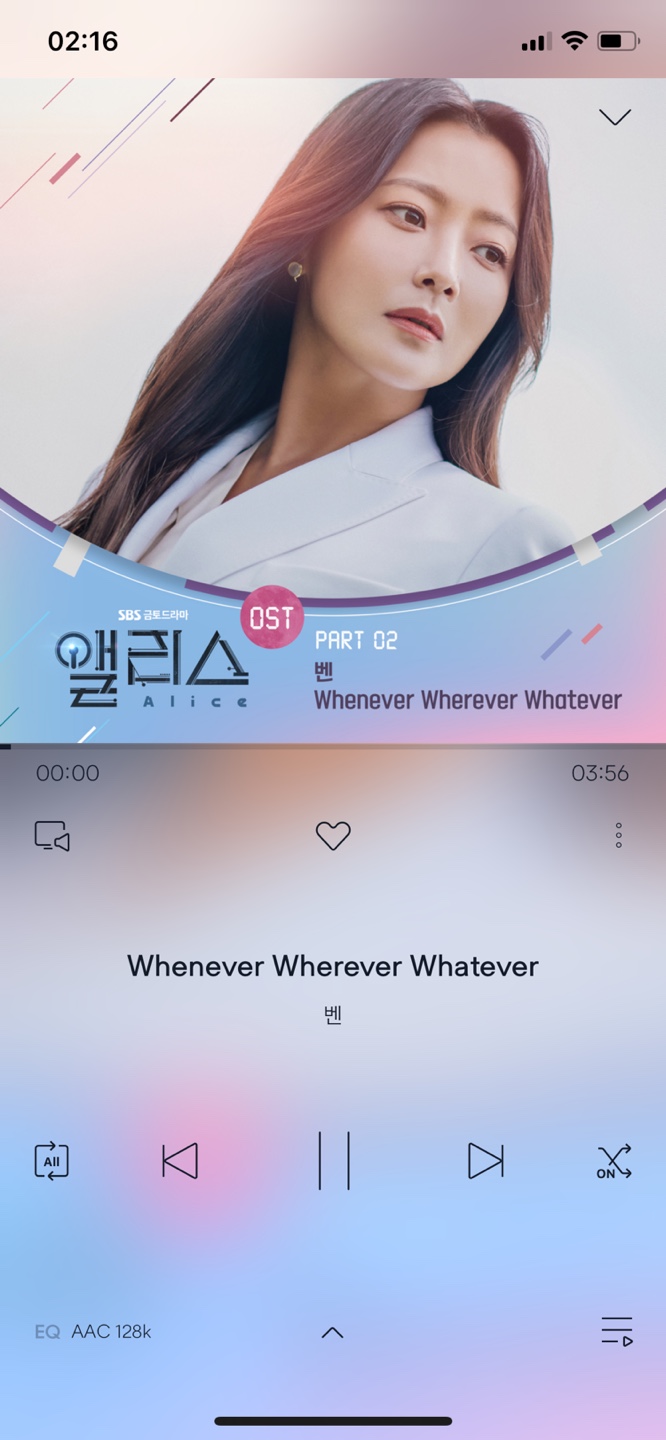 02:16
SBS 금토드라마
앨리스
Alice
OST
PART 02
벤
Whenever Wherever Whatever
00:00
03:56
Whenever Wherever Whatever
벤
All
ON
EQ AAC 128k